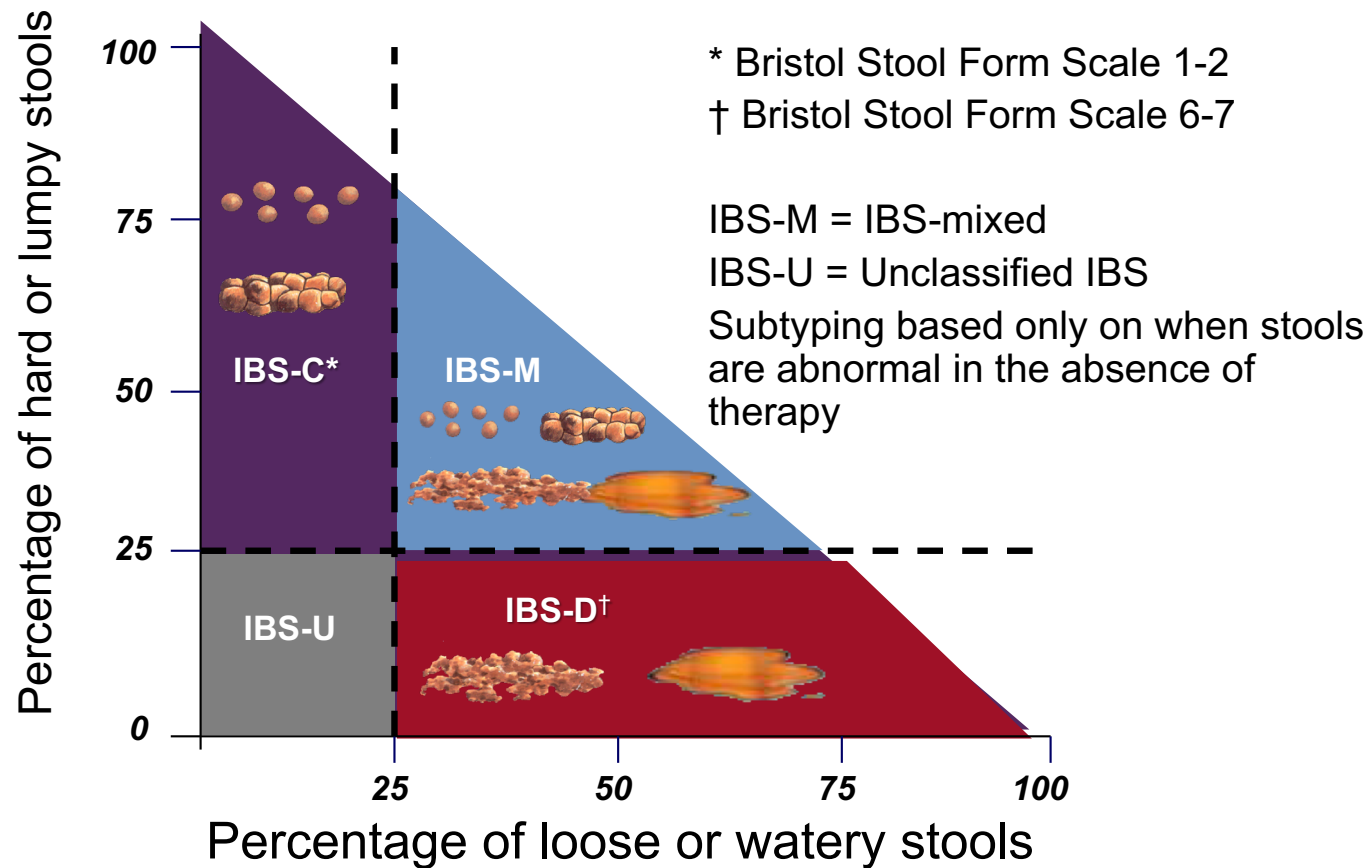 Percentage of hard or lumpy stools
100
75
50
25
0
* Bristol Stool Form Scale 1-2
† Bristol Stool Form Scale 6-7
IBS-M = IBS-mixed
IBS-U = Unclassified IBS
Subtyping based only on when stools
are abnormal in the absence of
therapy
IBS-C*
IBS-M
IBS-U
IBS-D†
25
50
75
100
Percentage of loose or watery stools